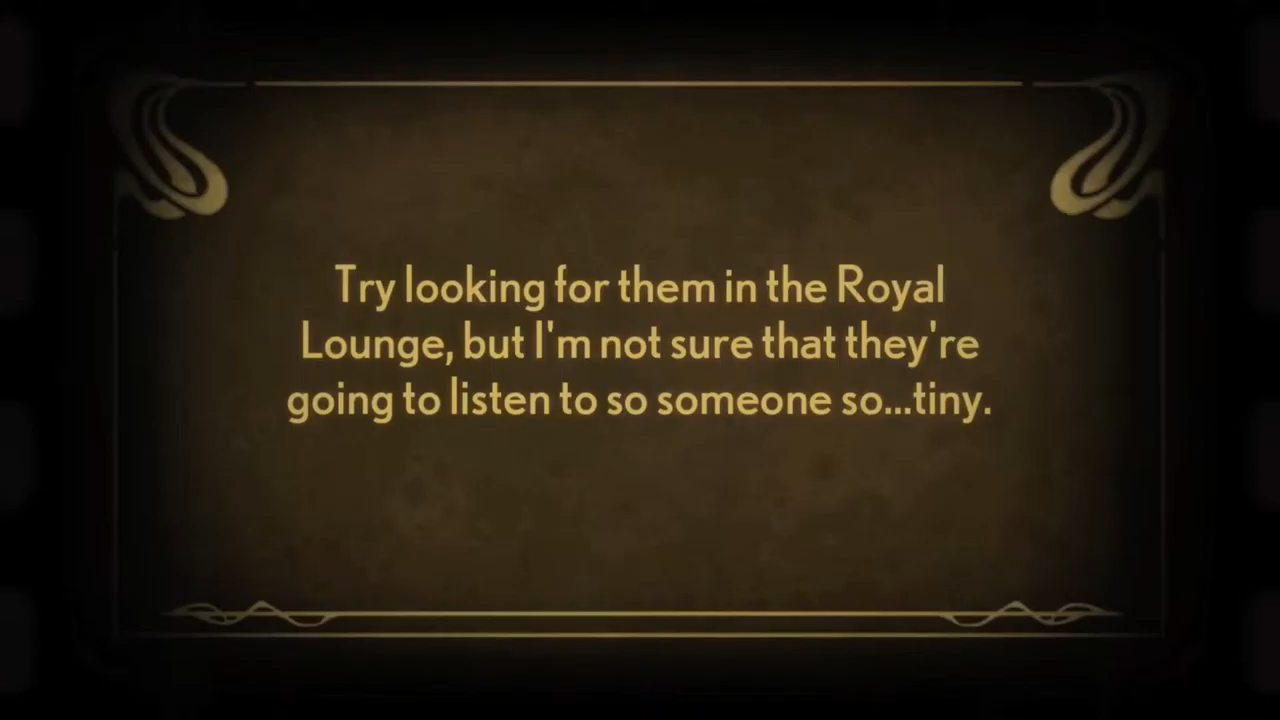 Try looking for them in the Royal
Lounge, but I'm not sure that they're
going to listen to so someone so...tiny.